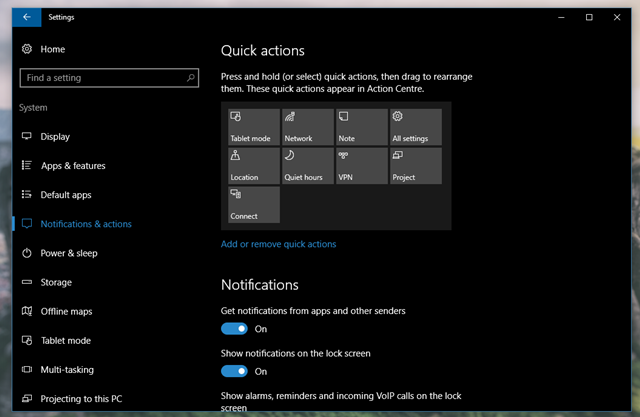 Settings
Home
Find a setting
System
Display
Apps & features
Default apps
Notifications & actions
Power & sleep
Storage
Offline maps
Tablet mode
Multi-tasking
Projecting to this PC
Quick actions
Press and hold (or select) quick actions, then drag to rearrange
them. These quick actions appear in Action Centre.
Tablet mode
Network
Note
All settings
Location
Quiet hours
VPN
Project
Connect
Add or remove quick actions
Notifications
Get notifications from apps and other senders
On
Show notifications on the lock screen
On
Show alarms, reminders and incoming VoIP calls on the lock
screen